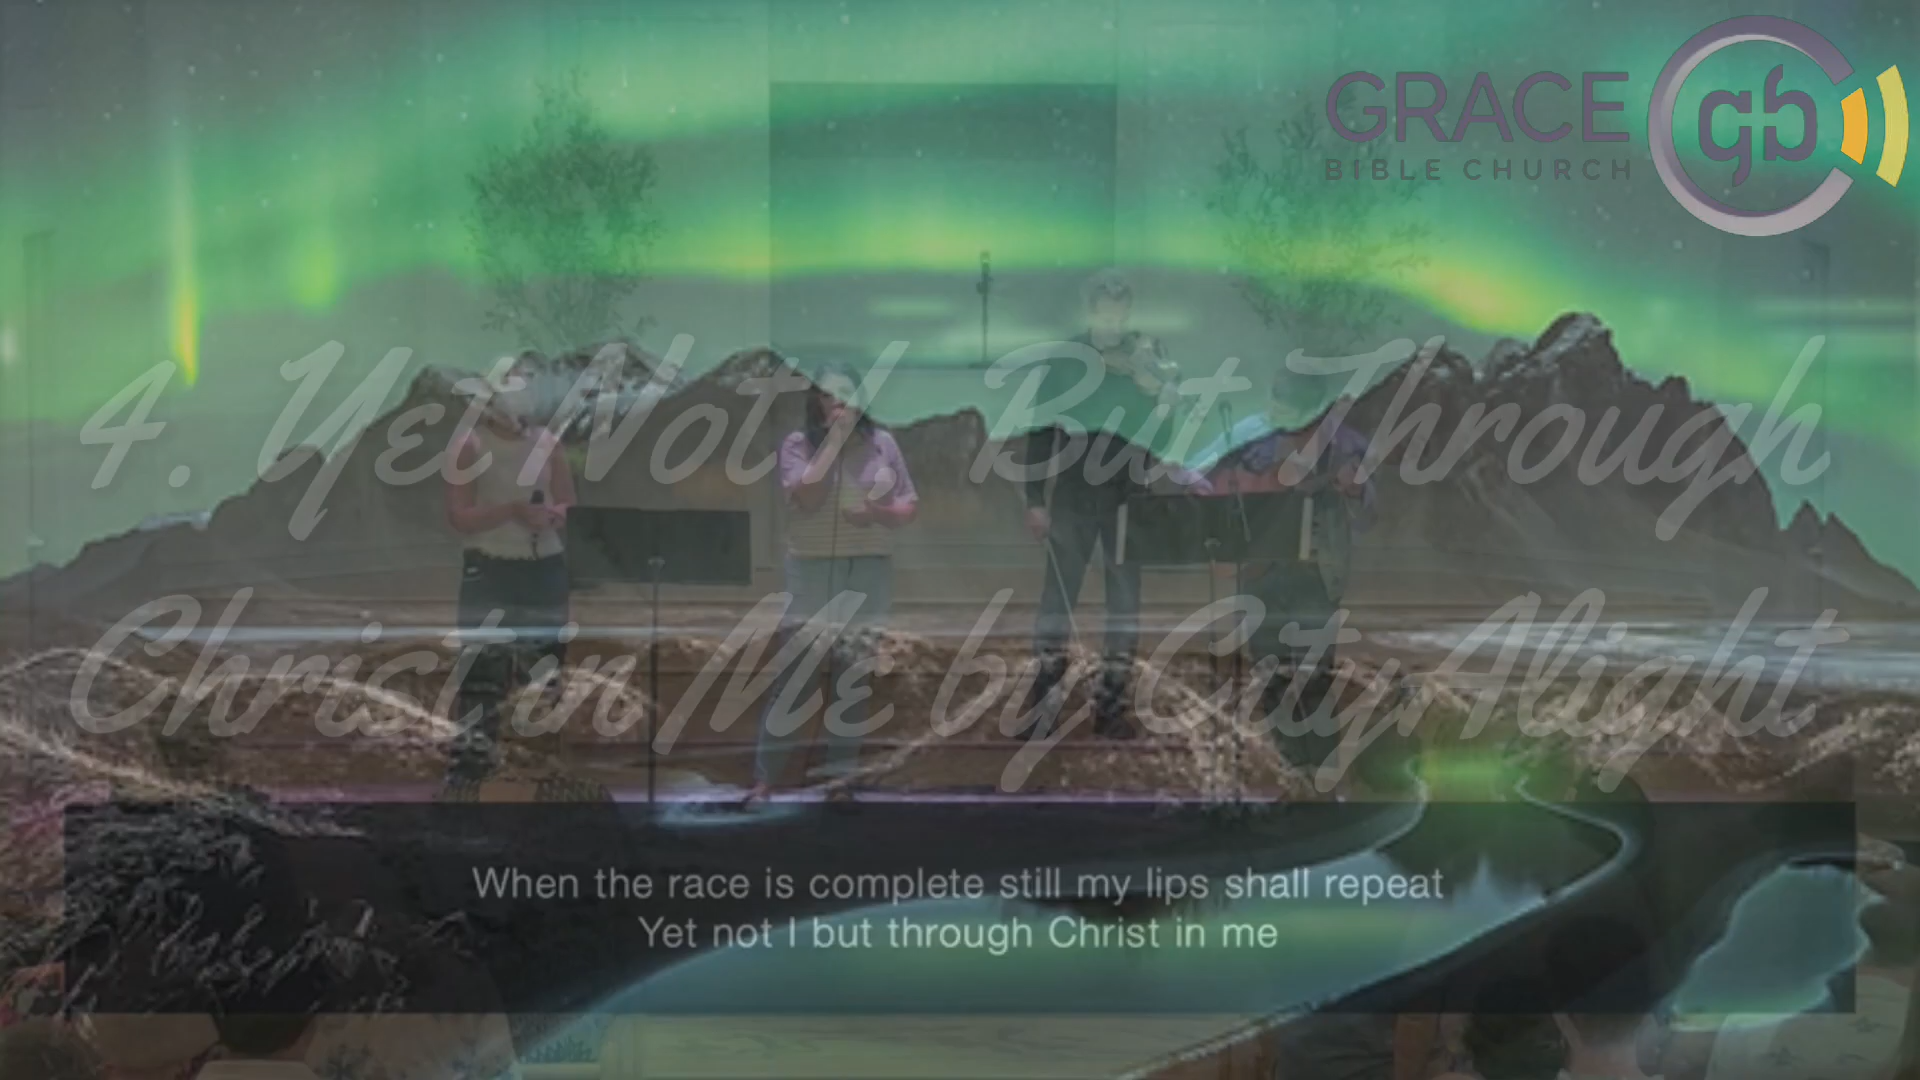 GRACE
BIBLE CHURCH
gb
4. Yet Not I, But Through
Christ in Me by CityAlight
When the race is complete still my lips shall repeat
Yet not I but through Christ in me